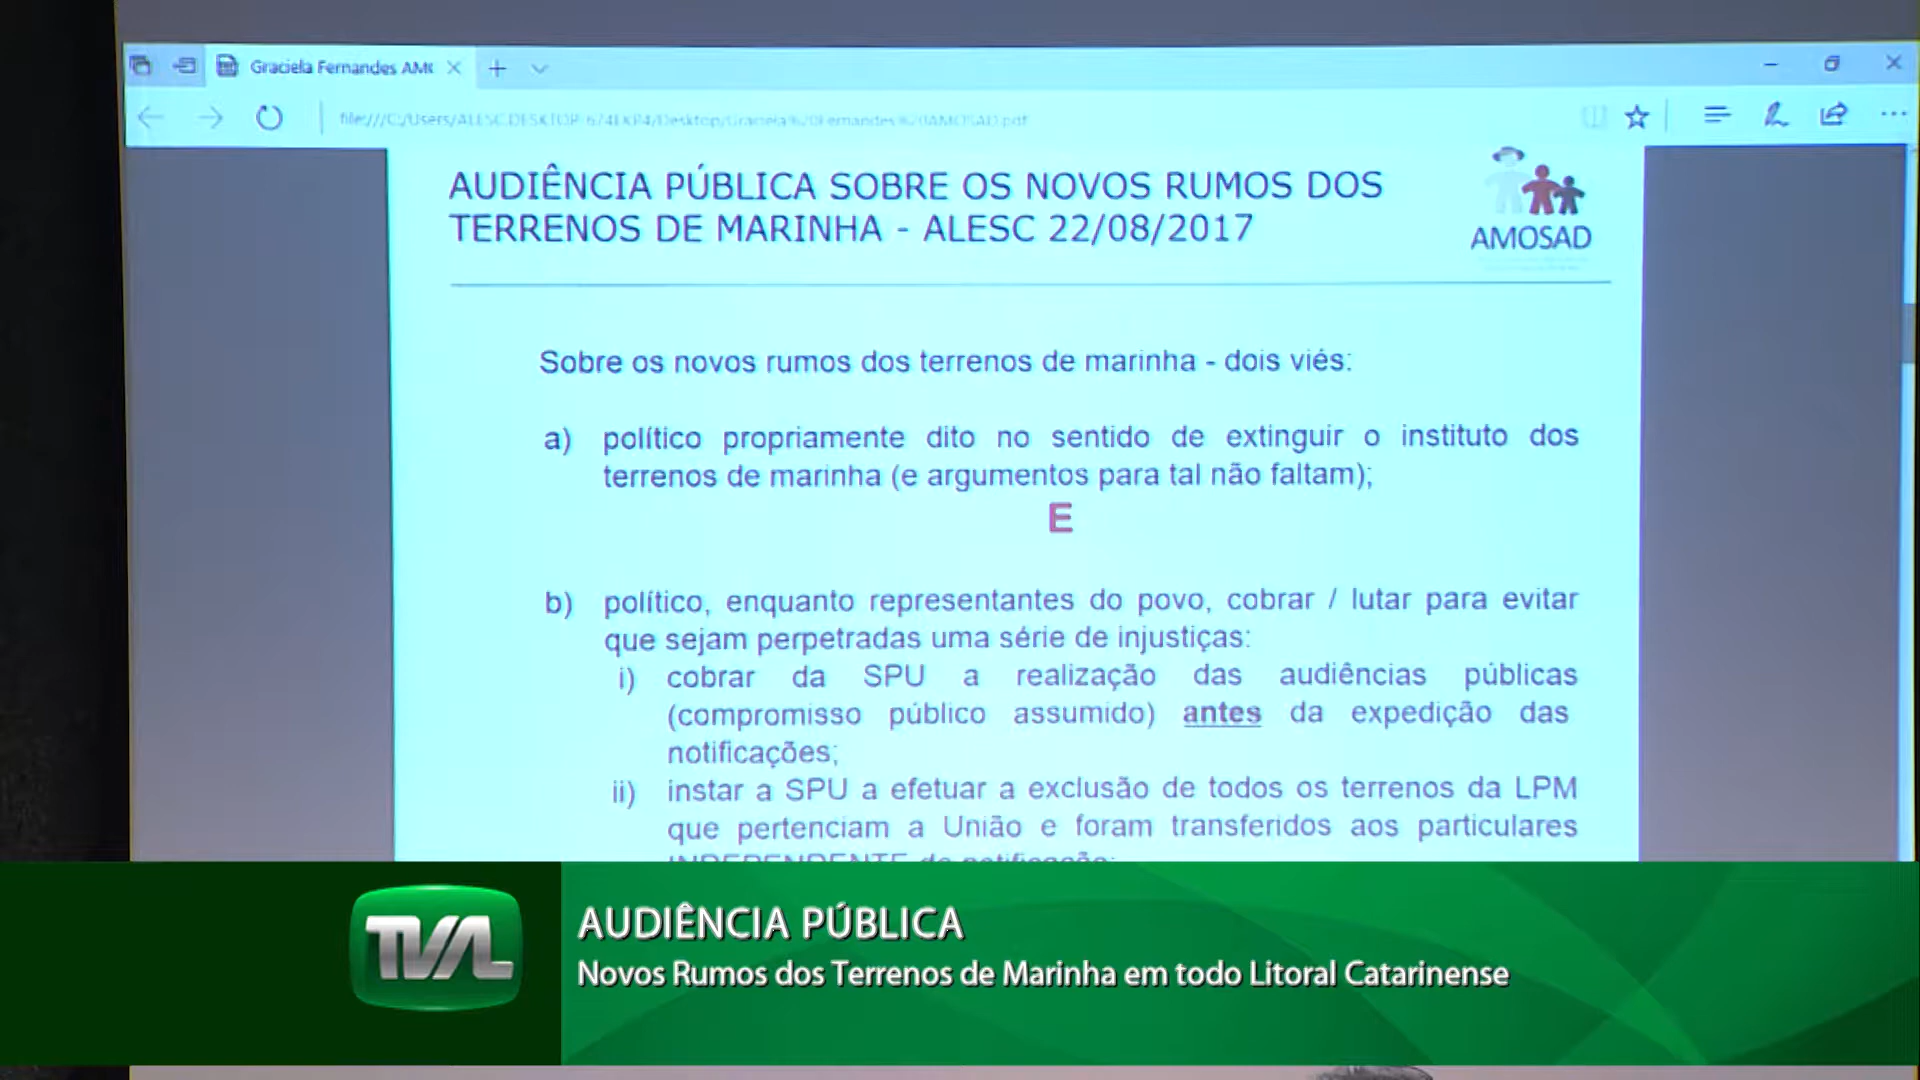 Graciela Fernandes AM
AUDIÊNCIA PÚBLICA SOBRE OS NOVOS RUMOS DOS
TERRENOS DE MARINHA - ALESC 22/08/2017
AMOSAD
Sobre os novos rumos dos terrenos de marinha - dois viés:
a) político propriamente dito no sentido de extinguir o instituto dos
terrenos de marinha (e argumentos para tal não faltam);
E
b) político, enquanto representantes do povo, cobrar / lutar para evitar
que sejam perpetradas uma série de injustiças:
i) cobrar da SPU a realização das audiências públicas
(compromisso público assumido) antes da expedição das
notificações;
ii) instar a SPU a efetuar a exclusão de todos os terrenos da LPM
que pertenciam a União e foram transferidos aos particulares
TVAL
AUDIÊNCIA PÚBLICA
Novos Rumos dos Terrenos de Marinha em todo Litoral Catarinense